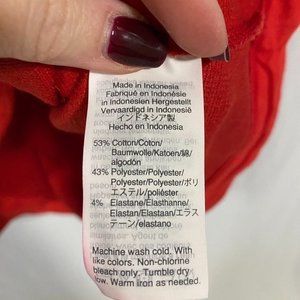 Made in Indonesia
Fabriqué en Indonésie
in Indonesien Hergestellt
Vervaardigd in Indonesië
インドネシア製
Hecho en Indonesia
53% Cotton/Coton/
Baumwolle/Katoen/綿/
algodón
43% Polyester/Polyester/
Polyester/Polyester/ポリ
エステル/poliéster
4% Elastane/Elasthanne/
Elastan/Elastaan/エラス
テーン/elastano
Machine wash cold. With
like colors. Non-chlorine
bleach only. Tumble dry
low. Warm iron as needed.